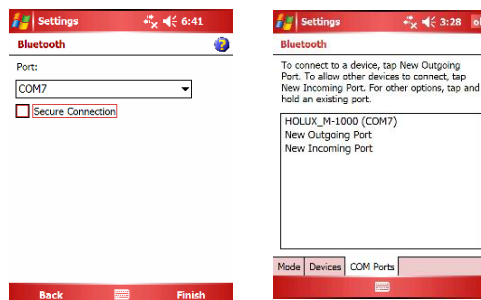 Settings
6:41
Bluetooth
Port:
COM7
Secure Connection
Back
Finish
Settings
3:28
Bluetooth
To connect to a device, tap New Outgoing
Port. To allow other devices to connect, tap
New Incoming Port. For other options, tap and
hold an existing port.
HOLUX_M-1000 (COM7)
New Outgoing Port
New Incoming Port
Mode
Devices
COM Ports